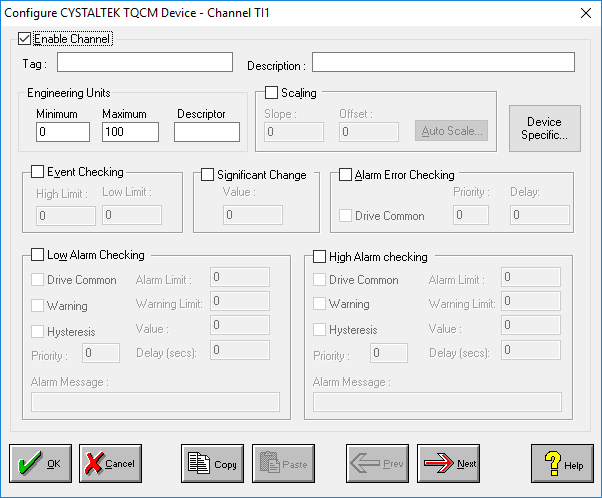 Configure CYSTALTEK TQCM Device - Channel TI1
Enable Channel
Tag :
Description :
Engineering Units
Minimum Maximum Descriptor
0 100
Scaling
Slope : Offset :
0 0
Auto Scale...
Device
Specific...
Event Checking
High Limit : Low Limit :
0 0
Significant Change
Value :
0
Alarm Error Checking
Priority : Delay:
Drive Common 0 0
Low Alarm Checking
Drive Common Alarm Limit : 0
Warning Warning Limit: 0
Hysteresis Value : 0
Priority : 0 Delay (secs): 0
Alarm Message :
High Alarm checking
Drive Common Alarm Limit : 0
Warning Warning Limit: 0
Hysteresis Value : 0
Priority : 0 Delay (secs): 0
Alarm Message :
OK
Cancel
Copy
Paste
Prev
Next
Help